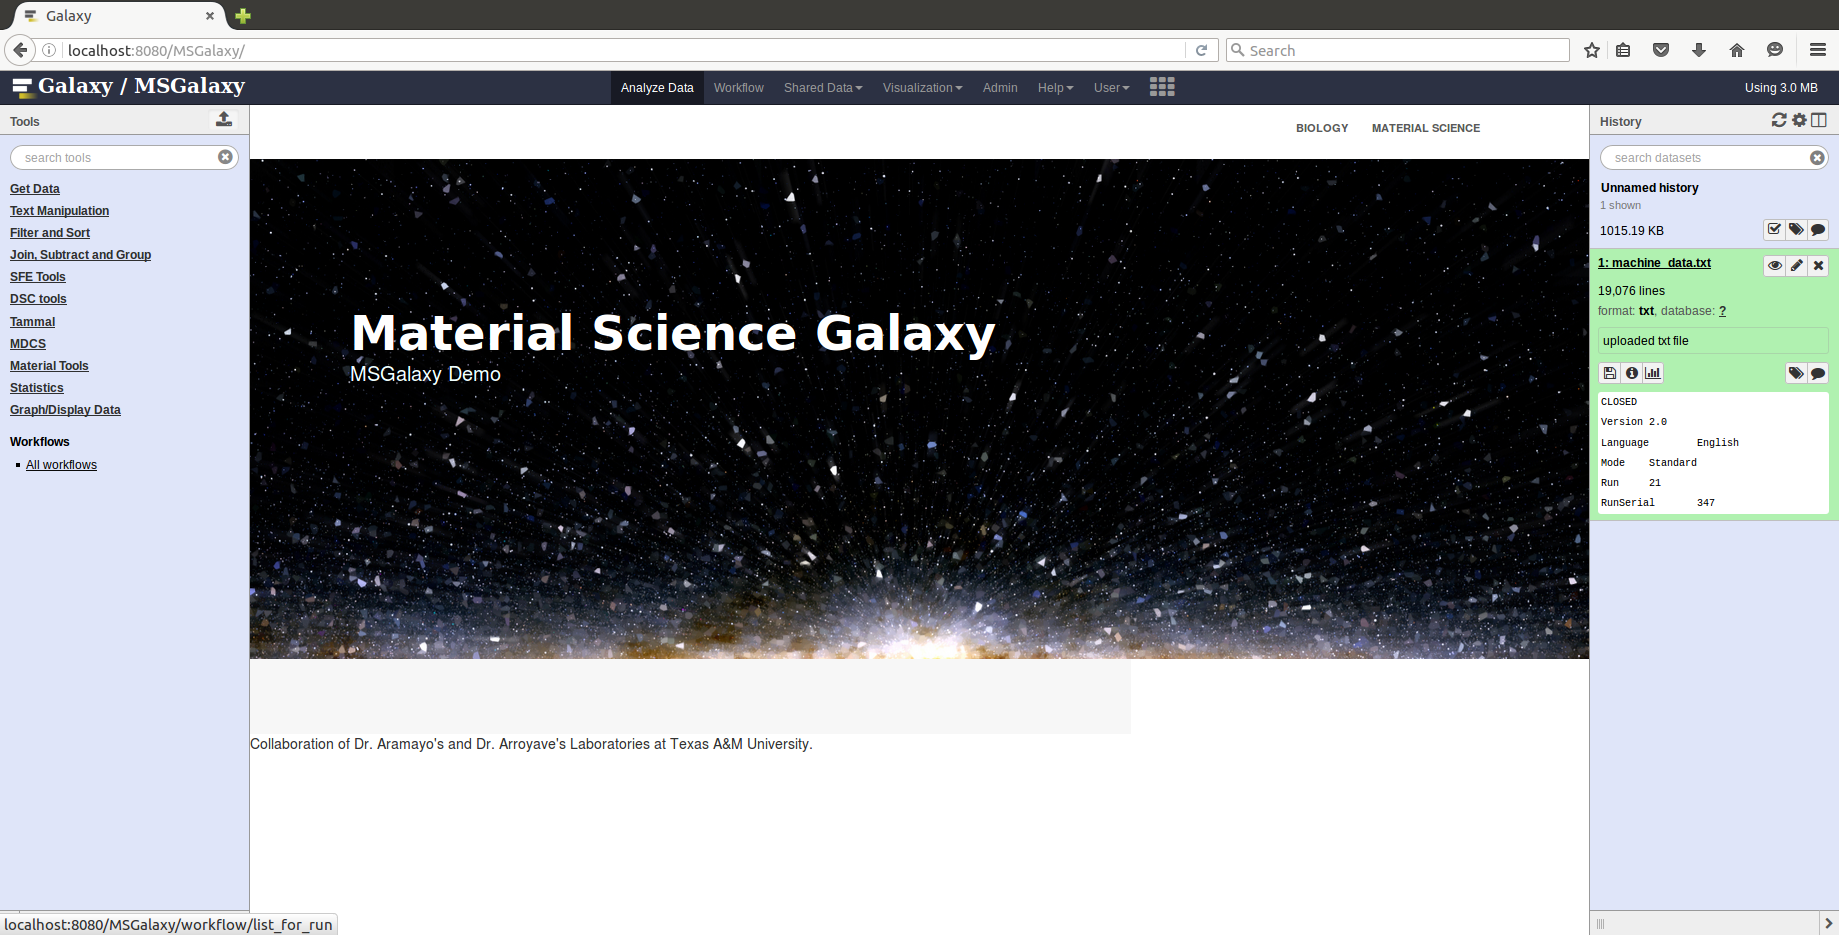 Galaxy
localhost:8080/MSGalaxy/
Search
Galaxy / MSGalaxy
Analyze Data Workflow Shared Data Visualization Admin Help User
Using 3.0 MB
Tools
search tools
Get Data
Text Manipulation
Filter and Sort
Join, Subtract and Group
SFE Tools
DSC tools
Tammal
MDCS
Material Tools
Statistics
Graph/Display Data
Workflows
All workflows
BIOLOGY MATERIAL SCIENCE
Material Science Galaxy
MSGalaxy Demo
Collaboration of Dr. Aramayo's and Dr. Arroyave's Laboratories at Texas A&M University.
History
search datasets
Unnamed history
1 shown
1015.19 KB
1: machine_data.txt
19,076 lines
format: txt, database: ?
uploaded txt file
CLOSED
Version 2.0
Language English
Mode Standard
Run 21
RunSerial 347
localhost:8080/MSGalaxy/workflow/list_for_run